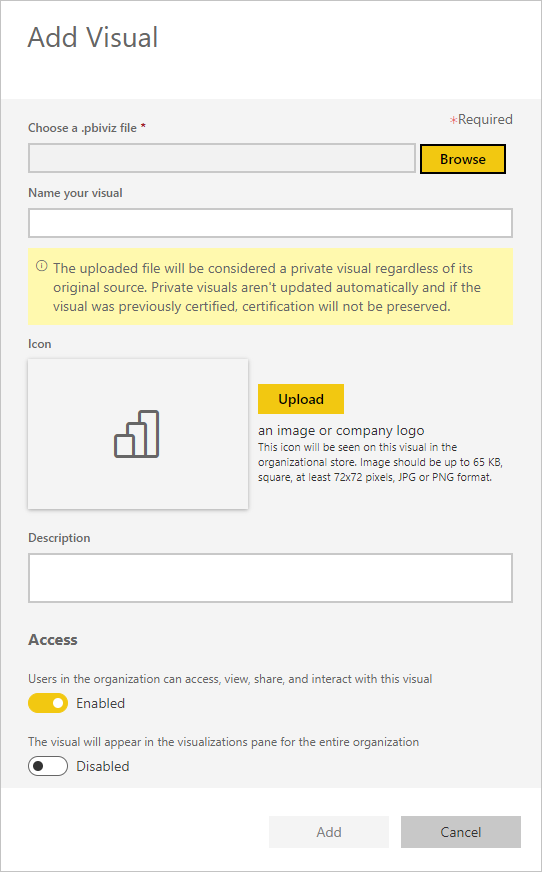 Add Visual
*Required
Choose a .pbiviz file *
Browse
Name your visual
The uploaded file will be considered a private visual regardless of its
original source. Private visuals aren't updated automatically and if the
visual was previously certified, certification will not be preserved.
Icon
Upload
an image or company logo
This icon will be seen on this visual in the
organizational store. Image should be up to 65 KB,
square, at least 72x72 pixels, JPG or PNG format.
Description
Access
Users in the organization can access, view, share, and interact with this visual
Enabled
The visual will appear in the visualizations pane for the entire organization
Disabled
Add
Cancel